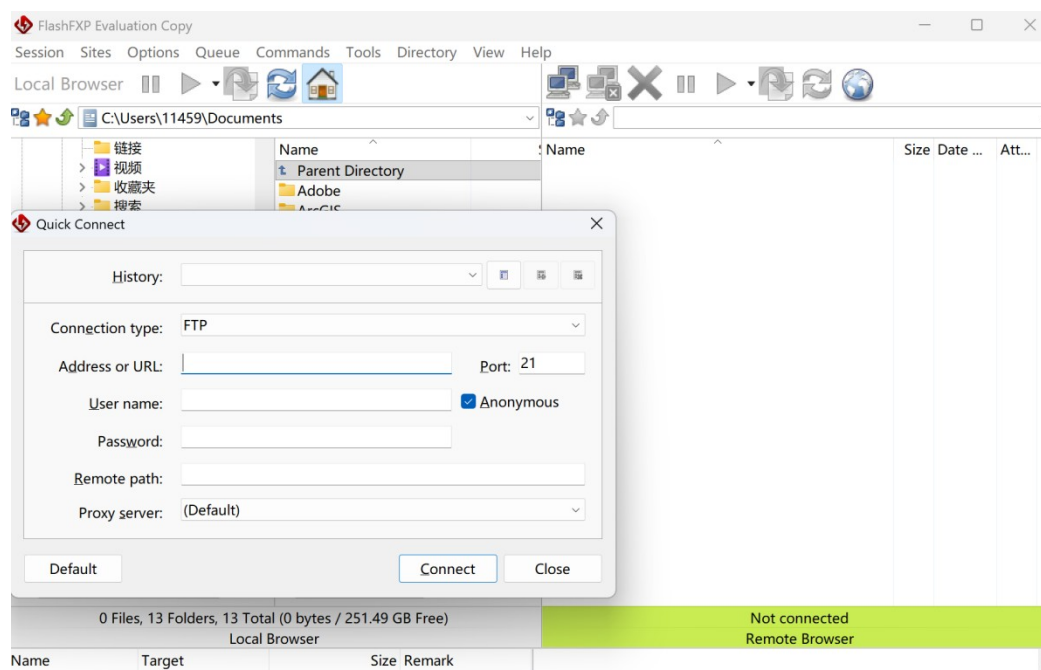 FlashFXP Evaluation Copy
Session Sites Options Queue Commands Tools Directory View Help
Local Browser
C:\Users\11459\Documents
链接
视频
收藏夹
搜索
Name
Parent Directory
Adobe
ArcGIS
Name Size Date ... Att...
Quick Connect
History:
Connection type: FTP
Address or URL: Port: 21
User name: Anonymous
Password:
Remote path:
Proxy server: (Default)
Default Connect Close
0 Files, 13 Folders, 13 Total (0 bytes / 251.49 GB Free)
Local Browser
Not connected
Remote Browser
Name Target Size Remark